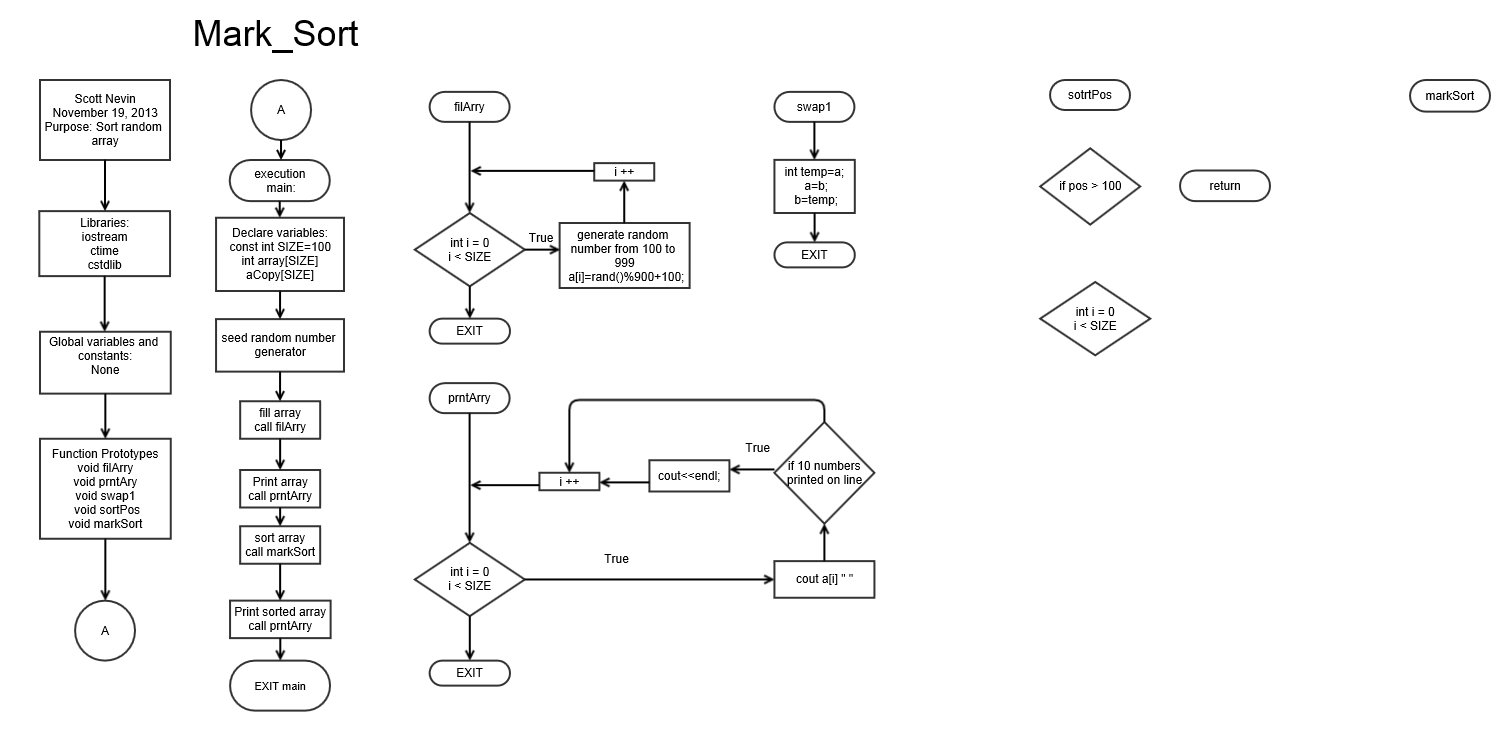 Mark_Sort
Scott Nevin
November 19, 2013
Purpose: Sort random
array
Libraries:
iostream
ctime
cstdlib
Global variables and
constants:
None
Function Prototypes
void filArry
void prntAry
void swap1
void sortPos
void markSort
A
A
execution
main:
Declare variables:
const int SIZE=100
int array[SIZE]
aCopy[SIZE]
seed random number
generator
fill array
call filArry
Print array
call prntArry
sort array
call markSort
Print sorted array
call prntArry
EXIT main
filArry
i ++
int i = 0
i < SIZE
True
generate random
number from 100 to
999
a[i]=rand()%900+100;
EXIT
prntArry
True
if 10 numbers
printed on line
cout<<endl;
i ++
int i = 0
i < SIZE
True
cout a[i] " "
EXIT
swap1
int temp=a;
a=b;
b=temp;
EXIT
sotrtPos
if pos > 100
return
int i = 0
i < SIZE
markSort